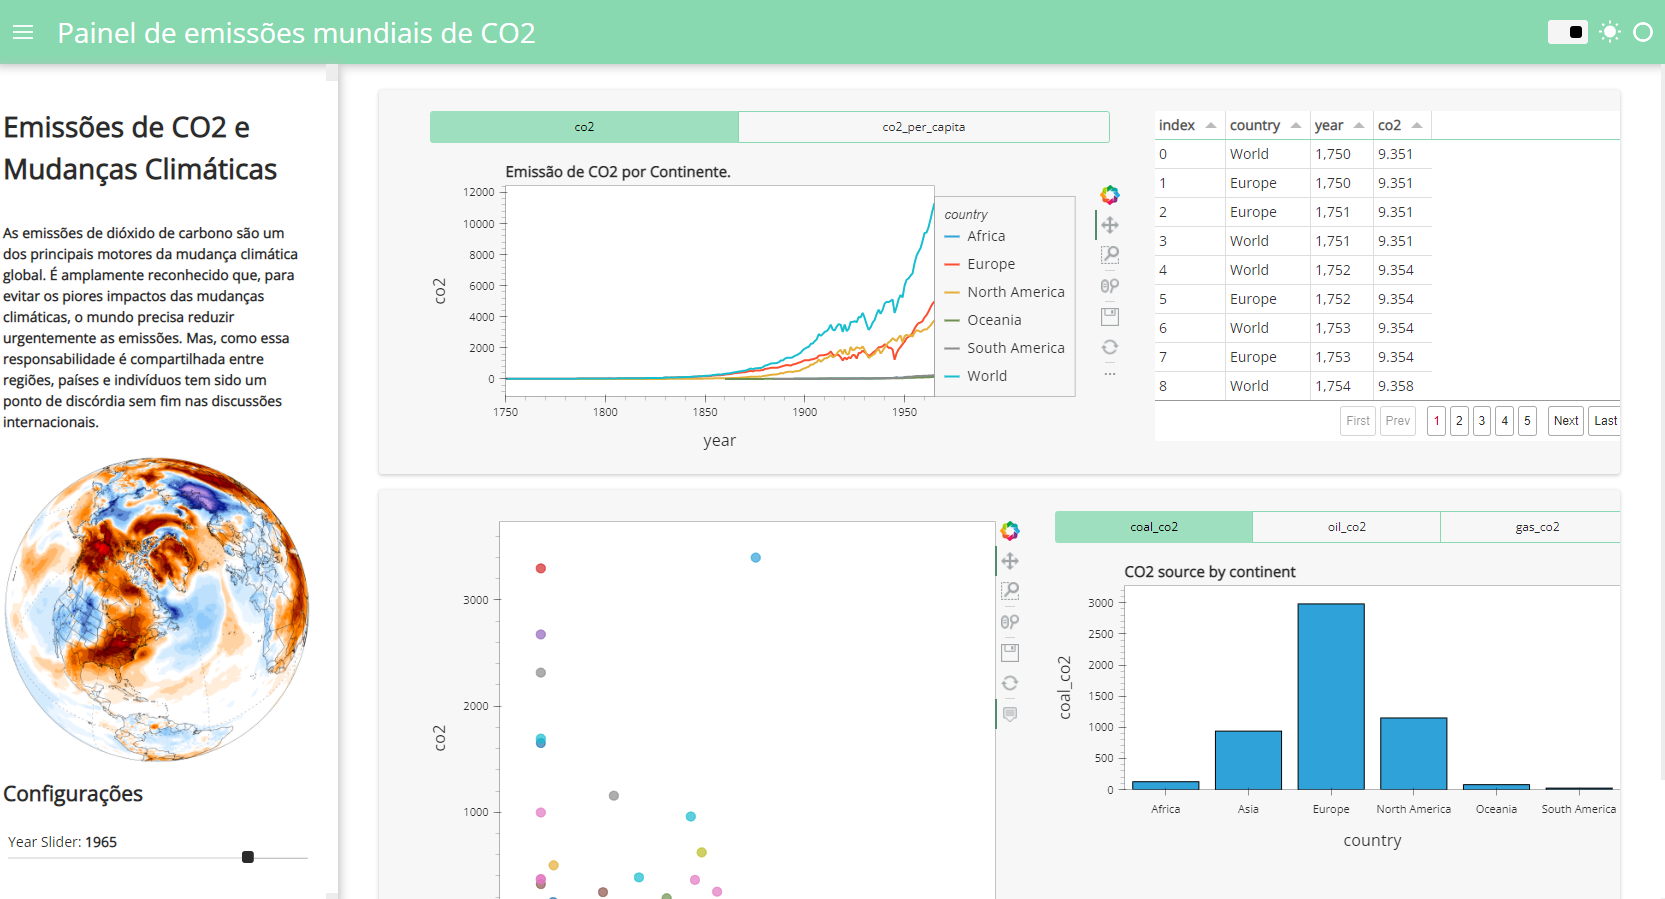 Painel de emissões mundiais de CO2
Emissões de CO2 e
Mudanças Climáticas
As emissões de dióxido de carbono são um
dos principais motores da mudança climática
global. É amplamente reconhecido que, para
evitar os piores impactos das mudanças
climáticas, o mundo precisa reduzir
urgentemente as emissões. Mas, como essa
responsabilidade é compartilhada entre
regiões, países e indivíduos tem sido um
ponto de discórdia sem fim nas discussões
internacionais.
Configurações
Year Slider: 1965
co2 co2_per_capita
Emissão de CO2 por Continente.
12000
10000
8000
6000
4000
2000
0
co2
1750 1800 1850 1900 1950
year
country
Africa
Europe
North America
Oceania
South America
World
index country year co2
0 World 1,750 9.351
1 Europe 1,750 9.351
2 Europe 1,751 9.351
3 World 1,751 9.351
4 World 1,752 9.354
5 Europe 1,752 9.354
6 World 1,753 9.354
7 Europe 1,753 9.354
8 World 1,754 9.358
First Prev 1 2 3 4 5 Next Last
3000
2000
1000
co2
coal_co2 oil_co2 gas_co2
CO2 source by continent
3000
2500
2000
1500
1000
500
0
coal_co2
Africa Asia Europe North America Oceania South America
country